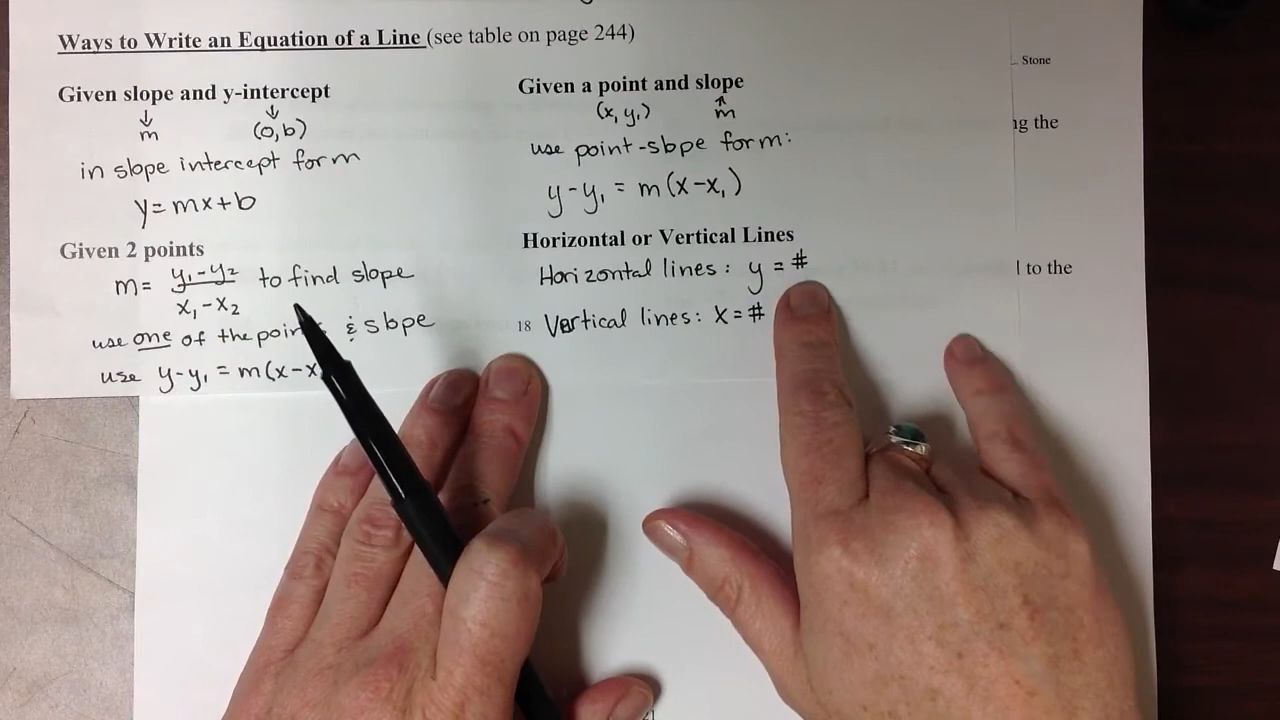 Ways to Write an Equation of a Line (see table on page 244)
Given slope and y-intercept
↓ ↓
m (0,b)
in slope intercept form
y=mx+b
Given a point and slope
(x, y₁) ↑
m
use point-slope form:
y-y₁ = m(x-x₁)
Given 2 points
m= y₁-y₂ / x₁-x₂ to find slope
use one of the & slope
use y-y₁ = m(x-x
Horizontal or Vertical Lines
Horizontal lines: y = #
18 Vertical lines: x = #
Stone
the
to the
21